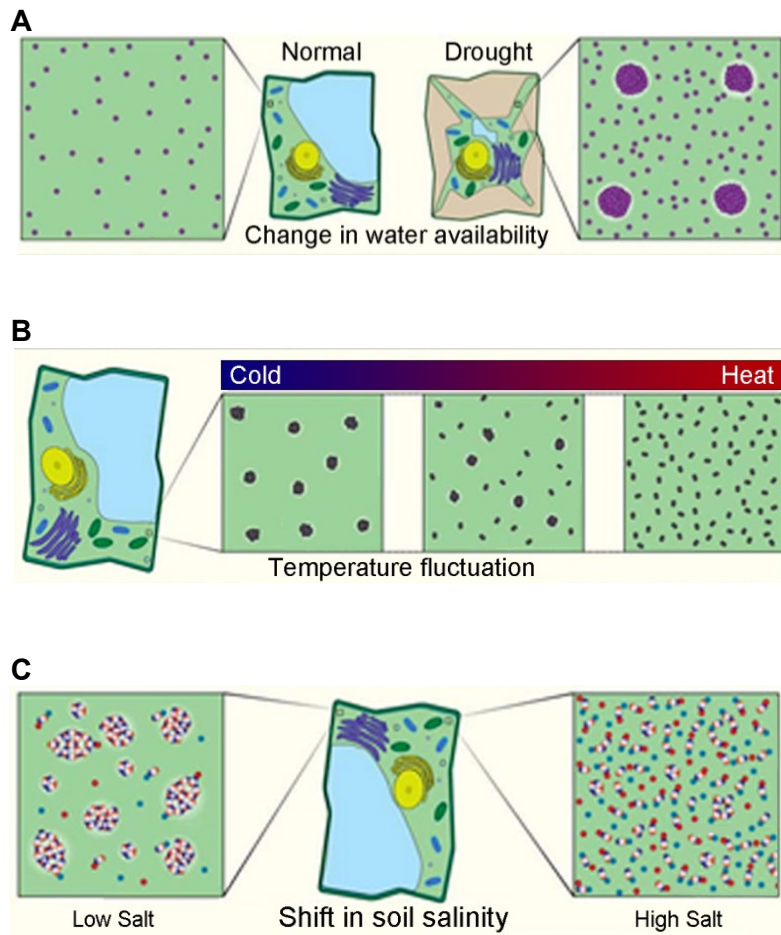 A
Normal
Drought
Change in water availability
B
Cold
Heat
Temperature fluctuation
C
Low Salt
Shift in soil salinity
High Salt